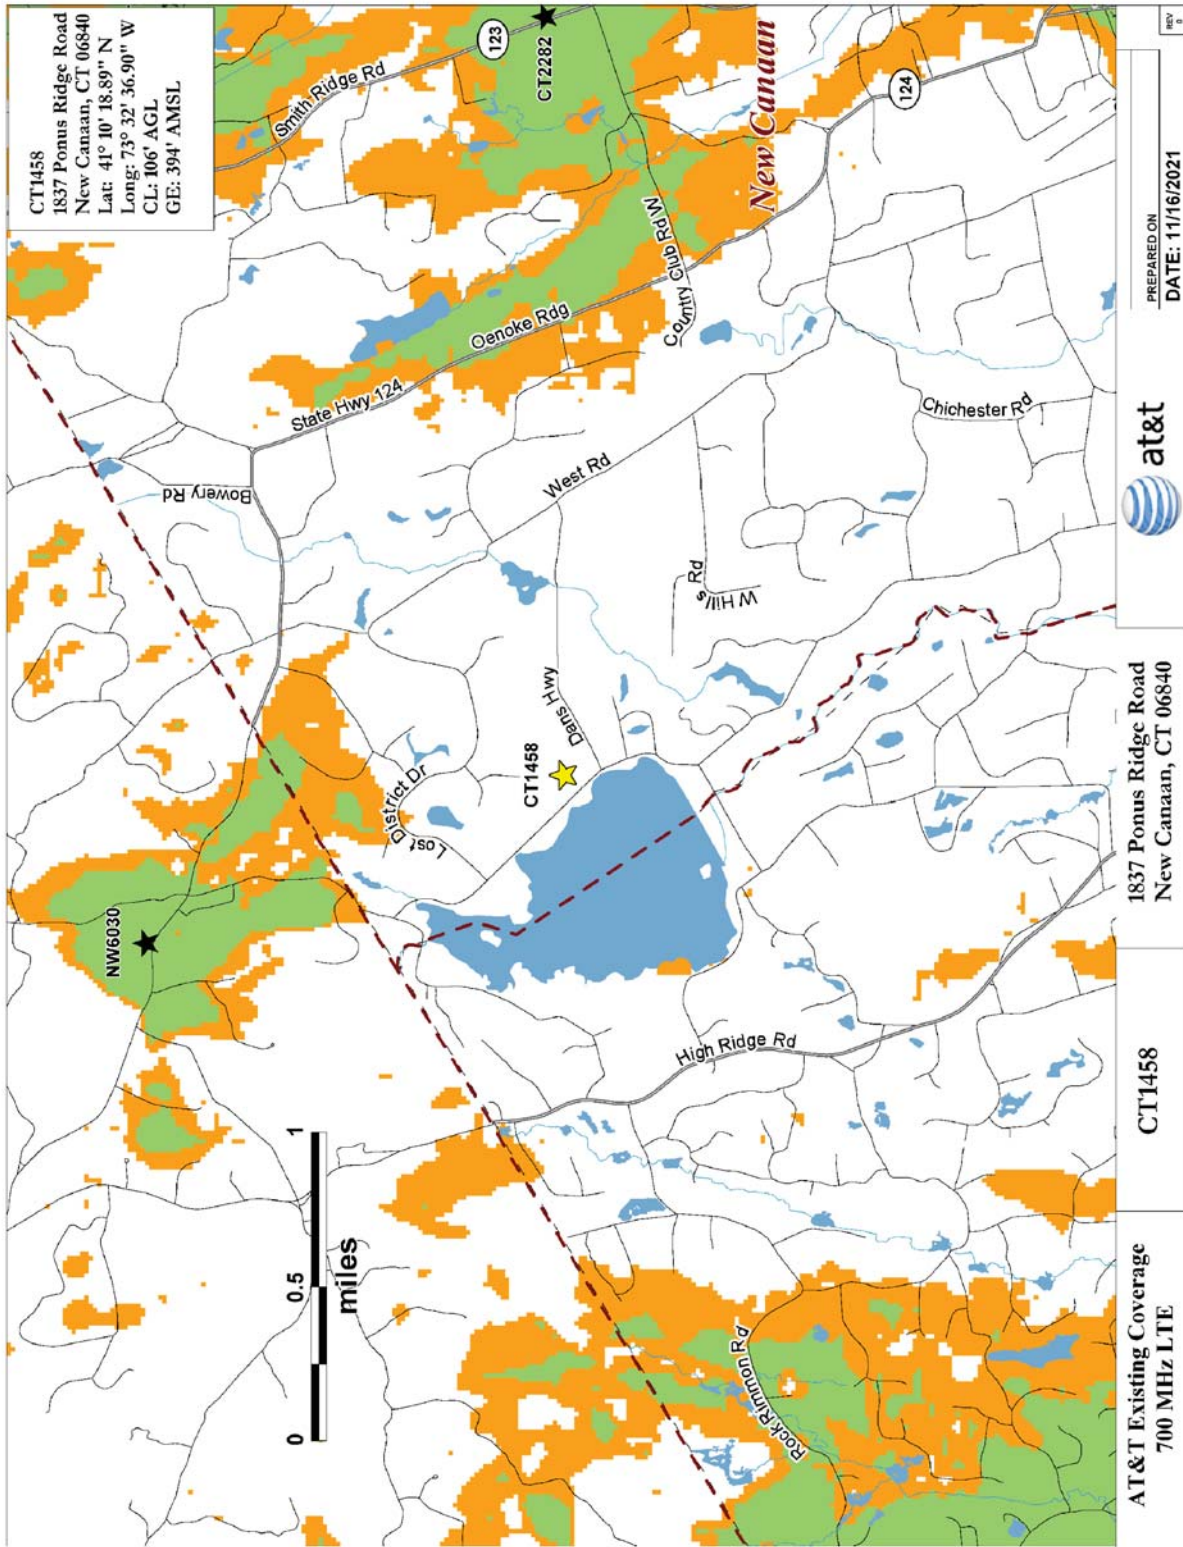 CT1458
1837 Ponus Ridge Road
New Canaan, CT 06840
Lat: 41° 10' 18.89" N
Long: 73° 32' 36.90" W
CL: 106' AGL
GE: 394' AMSL
NW6030
Bowery Rd
State Hwy 124
Smith Ridge Rd
123
CT2282
Oenoke Rdg
Lost District Dr
0 0.5 1
miles
CT1458
Dans Hwy
West Rd
Country Club Rd W
New Canaan
W Hills Rd
High Ridge Rd
Rock Rimmon Rd
124
Chichester Rd
AT&T Existing Coverage
700 MHz LTE
CT1458
1837 Ponus Ridge Road
New Canaan, CT 06840
at&t
PREPARED ON
DATE: 11/16/2021
REV
0